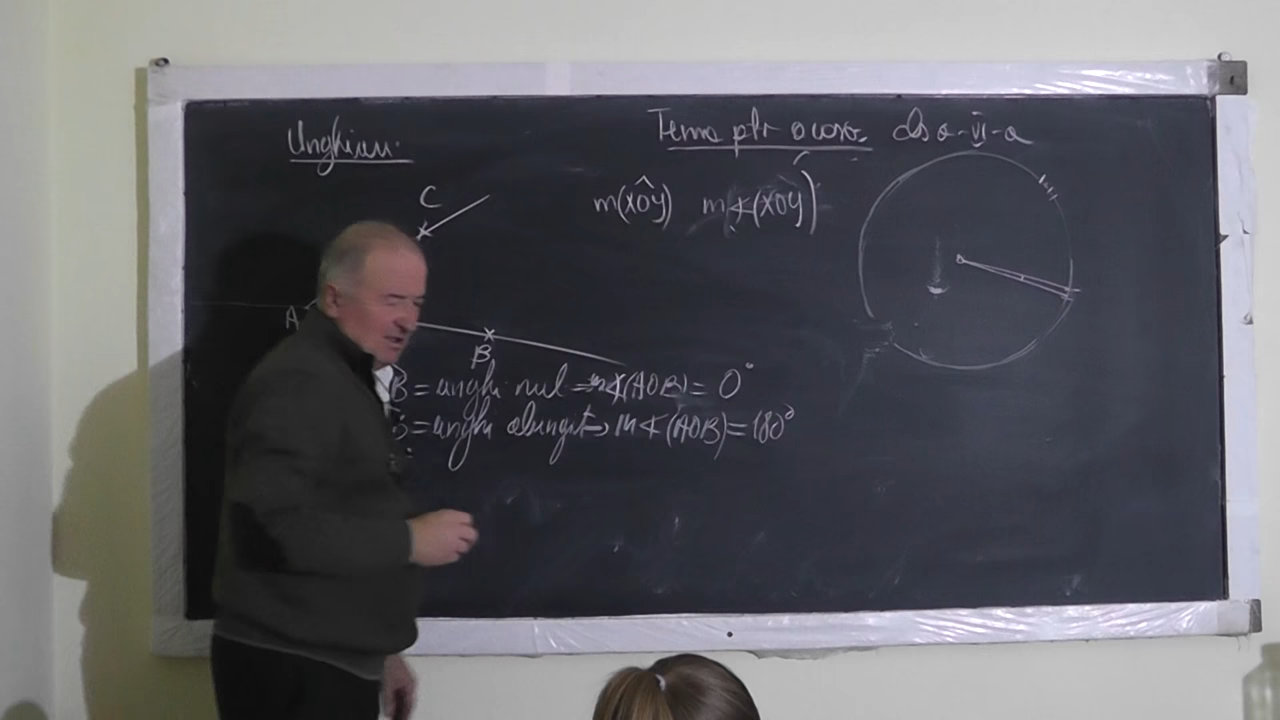 Unghiuri.
Tema ptr acasă cls a-VI-a
C
m(XOY) m∢(XOY)
A
B
B = unghi nul => m∢(AOB) = 0°
B = unghi alungit => m∢(AOB) = 180°